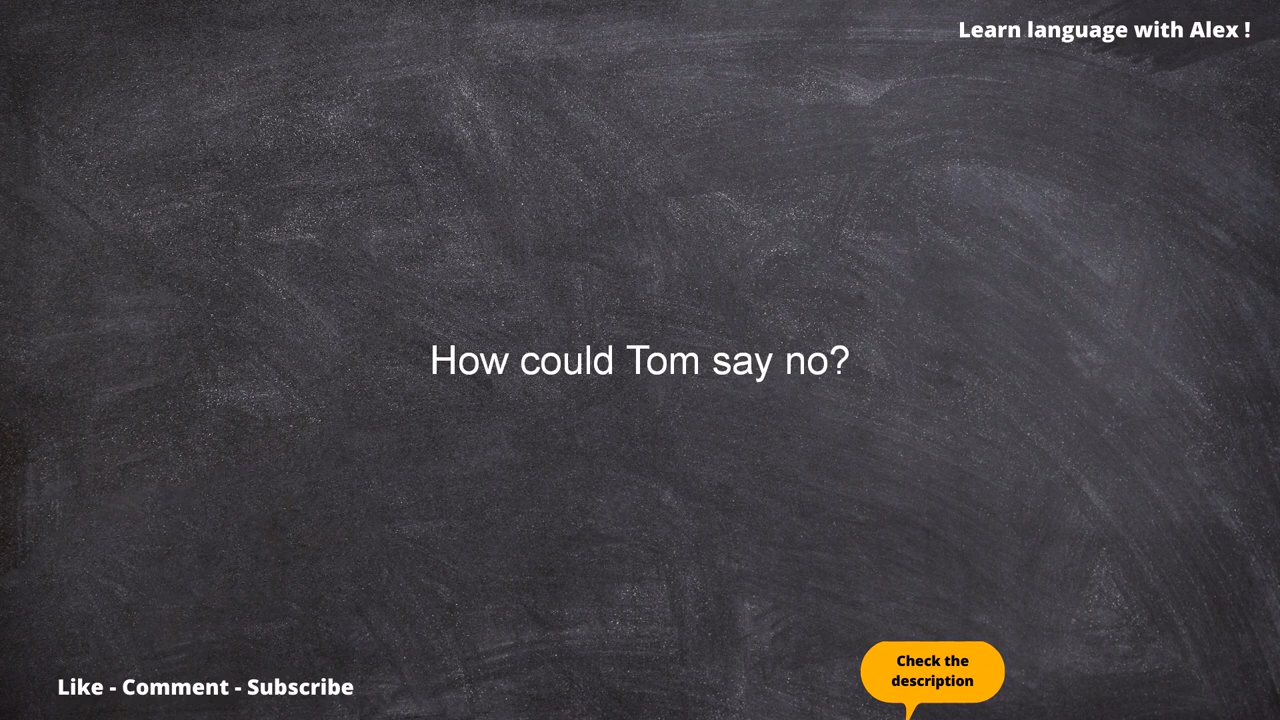 Learn language with Alex !
How could Tom say no?
Check the
description
Like - Comment - Subscribe